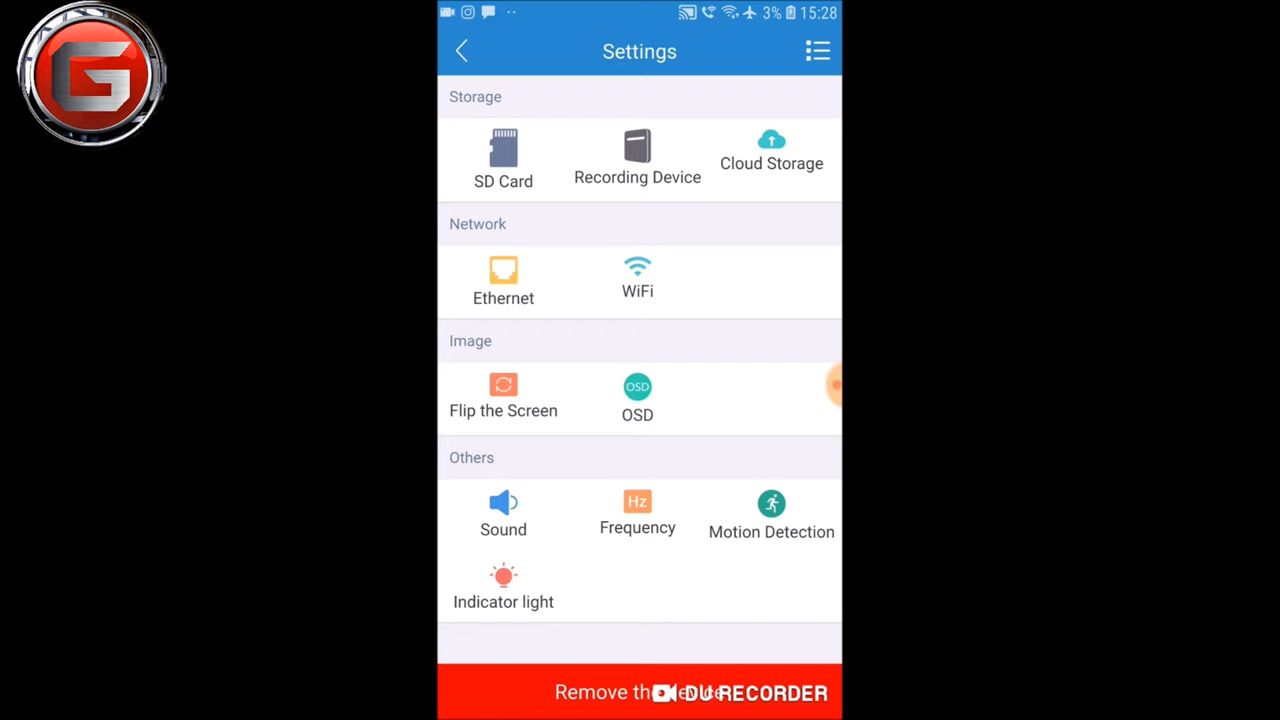 G
3% 15:28
Settings
Storage
SD Card Recording Device Cloud Storage
Network
Ethernet WiFi
Image
OSD
Flip the Screen OSD
Others
Hz
Sound Frequency Motion Detection
Indicator light
Remove the
DU RECORDER